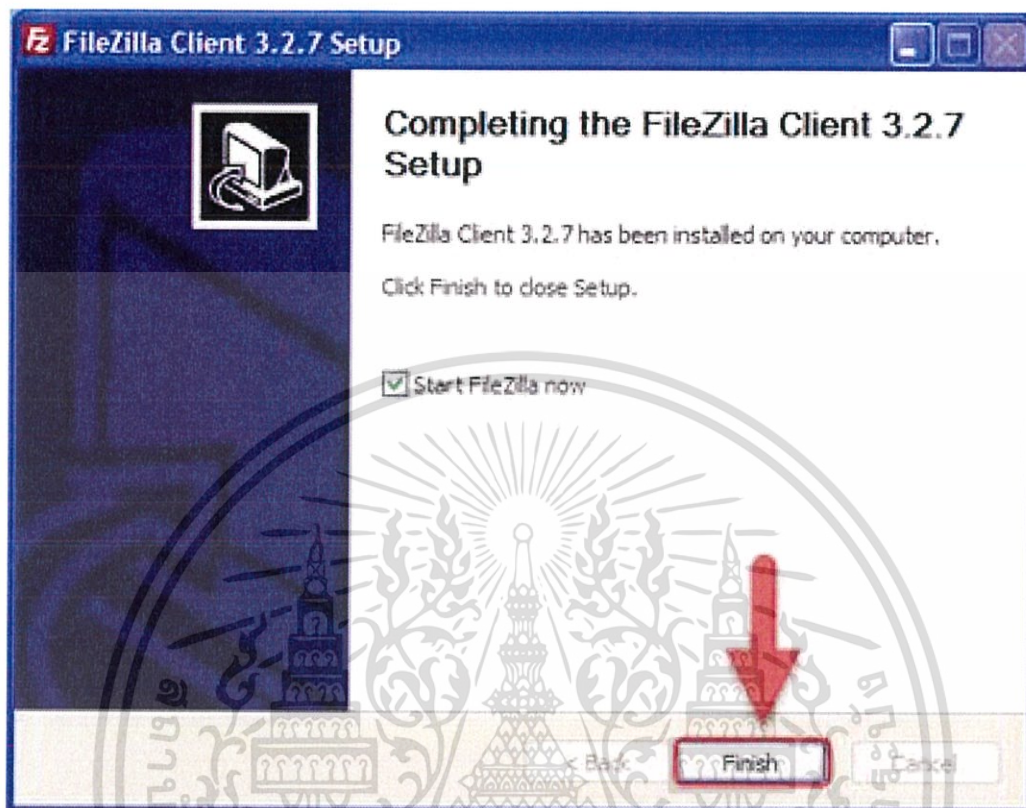 FileZilla Client 3.2.7 Setup
Completing the FileZilla Client 3.2.7
Setup
FileZilla Client 3.2.7 has been installed on your computer.
Click Finish to close Setup.
Start FileZilla now
< Back
Finish
Cancel